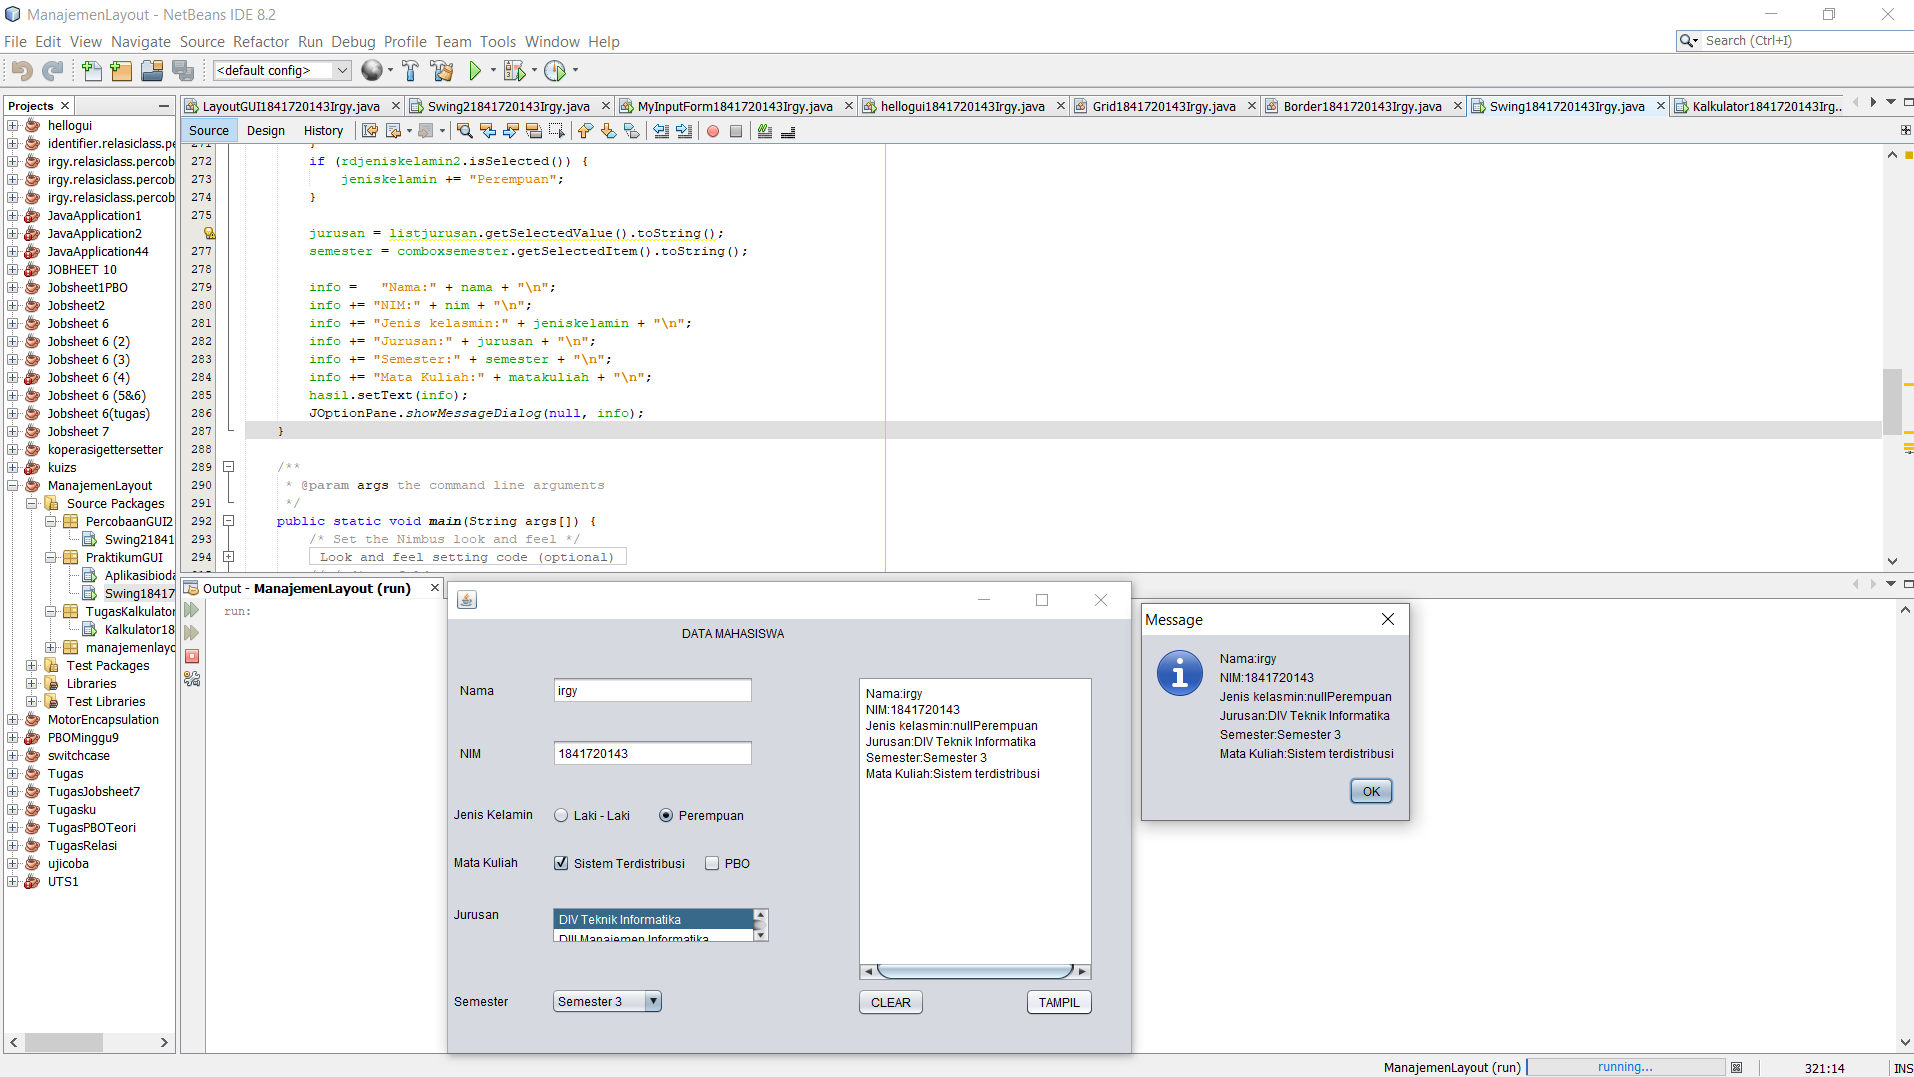 ManajemenLayout - NetBeans IDE 8.2
File Edit View Navigate Source Refactor Run Debug Profile Team Tools Window Help
Search (Ctrl+I)
<default config>
Projects
LayoutGUI1841720143Irgy.java
Swing21841720143Irgy.java
MyInputForm1841720143Irgy.java
hellogui1841720143Irgy.java
Grid1841720143Irgy.java
Border1841720143Irgy.java
Swing1841720143Irgy.java
Kalkulator1841720143Irg...
Source Design History
hellogui
identifier.relasiclass.pe
irgy.relasiclass.percob
irgy.relasiclass.percob
irgy.relasiclass.percob
JavaApplication1
JavaApplication2
JavaApplication44
JOBHEET 10
Jobsheet1PBO
Jobsheet2
Jobsheet 6
Jobsheet 6 (2)
Jobsheet 6 (3)
Jobsheet 6 (4)
Jobsheet 6 (5&6)
Jobsheet 6(tugas)
Jobsheet 7
koperasigettersetter
kuizs
ManajemenLayout
Source Packages
PercobaanGUI2
Swing21841
PraktikumGUI
Aplikasibioda
Swing18417
TugasKalkulator
Kalkulator18
manajemenlayo
Test Packages
Libraries
Test Libraries
MotorEncapsulation
PBOMinggu9
switchcase
Tugas
TugasJobsheet7
Tugasku
TugasPBOTeori
TugasRelasi
ujicoba
UTS1
271 }
272 if (rdjeniskelamin2.isSelected()) {
273 jeniskelamin += "Perempuan";
274 }
275
jurusan = listjurusan.getSelectedValue().toString();
277 semester = comboxsemester.getSelectedItem().toString();
278
279 info =   "Nama:" + nama + "\n";
280 info += "NIM:" + nim + "\n";
281 info += "Jenis kelasmin:" + jeniskelamin + "\n";
282 info += "Jurusan:" + jurusan + "\n";
283 info += "Semester:" + semester + "\n";
284 info += "Mata Kuliah:" + matakuliah + "\n";
285 hasil.setText(info);
286 JOptionPane.showMessageDialog(null, info);
287 }
288
289 /**
290 * @param args the command line arguments
291 */
292 public static void main(String args[]) {
293 /* Set the Nimbus look and feel */
294 Look and feel setting code (optional)
Output - ManajemenLayout (run)
run:
DATA MAHASISWA
Nama irgy
NIM 1841720143
Jenis Kelamin Laki - Laki Perempuan
Mata Kuliah Sistem Terdistribusi PBO
Jurusan DIV Teknik Informatika
DIII Manajemen Informatika
Semester Semester 3
Nama:irgy
NIM:1841720143
Jenis kelasmin:nullPerempuan
Jurusan:DIV Teknik Informatika
Semester:Semester 3
Mata Kuliah:Sistem terdistribusi
CLEAR TAMPIL
Message
Nama:irgy
NIM:1841720143
Jenis kelasmin:nullPerempuan
Jurusan:DIV Teknik Informatika
Semester:Semester 3
Mata Kuliah:Sistem terdistribusi
OK
ManajemenLayout (run) running... 321:14 INS